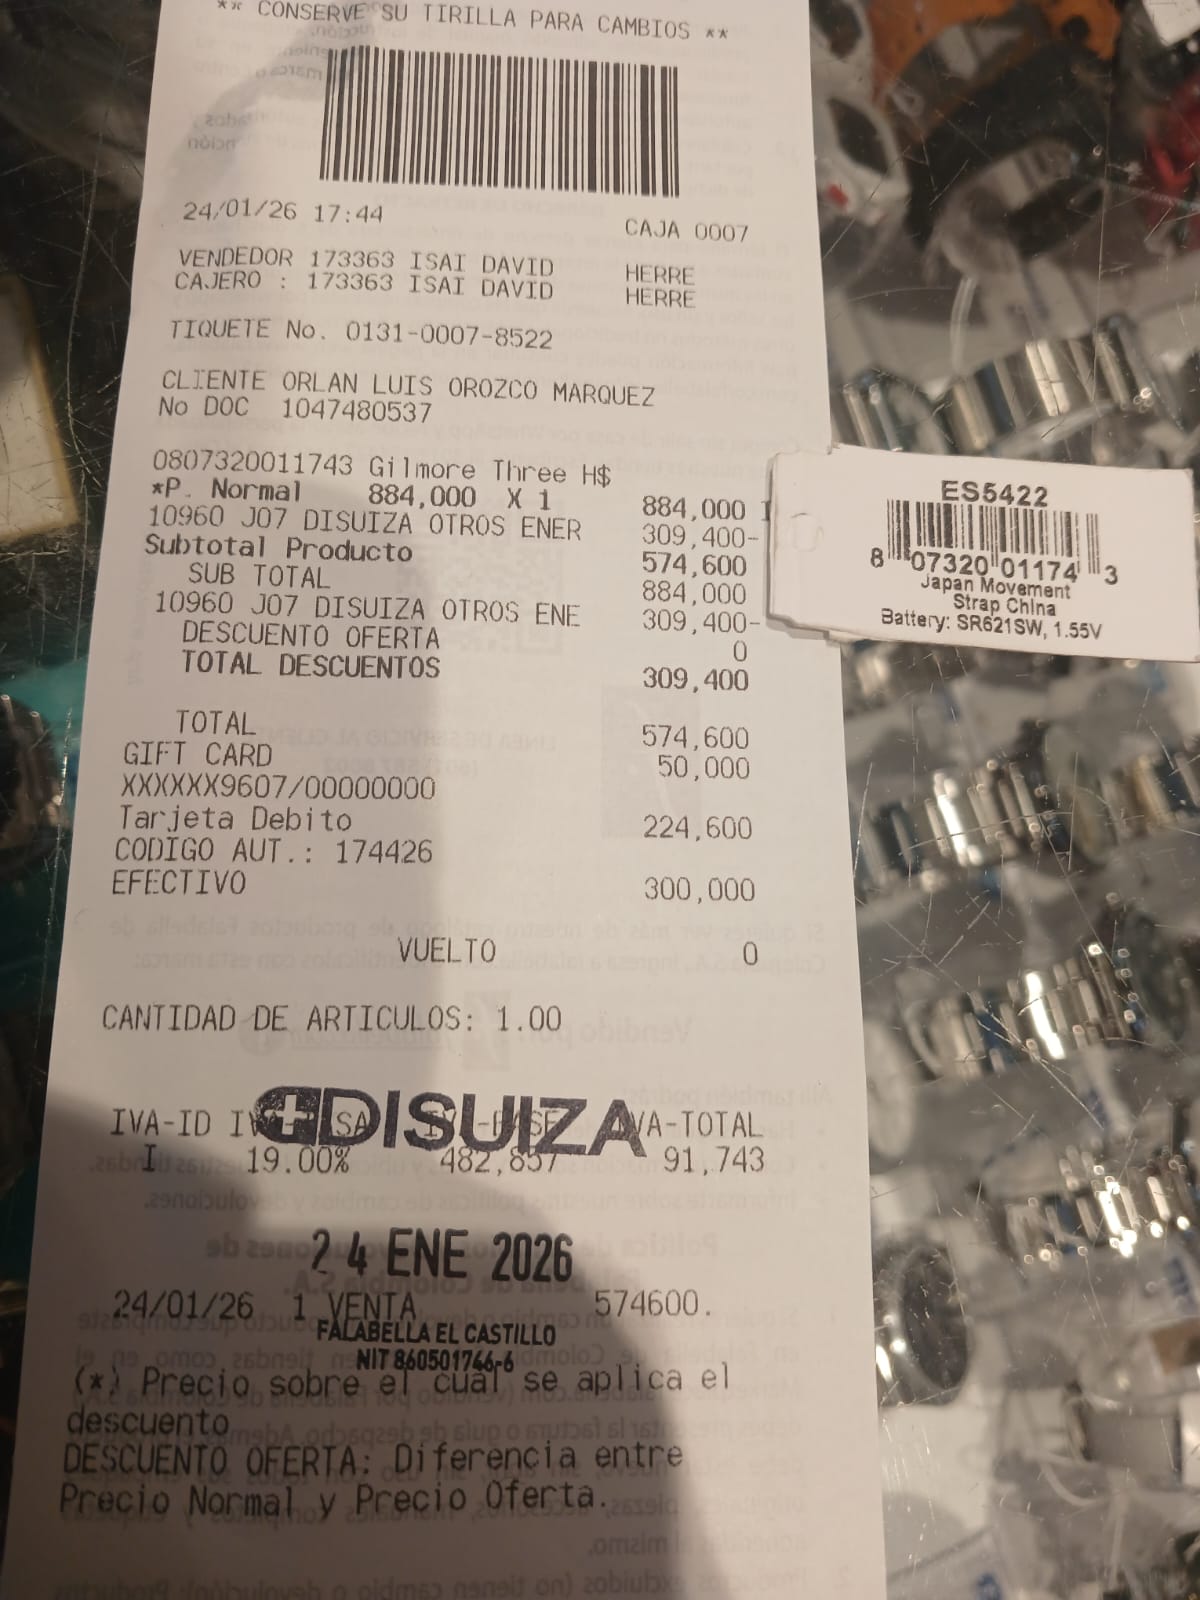 ** CONSERVE SU TIRILLA PARA CAMBIOS **
24/01/26 17:44 CAJA 0007
VENDEDOR 173363 ISAI DAVID HERRE
CAJERO : 173363 ISAI DAVID HERRE
TIQUETE No. 0131-0007-8522
CLIENTE ORLAN LUIS OROZCO MARQUEZ
No DOC 1047480537
0807320011743 Gilmore Three H$
*P. Normal 884,000 X 1 884,000 I
10960 J07 DISUIZA OTROS ENER 309,400-
Subtotal Producto 574,600
SUB TOTAL 884,000
10960 J07 DISUIZA OTROS ENE 309,400-
DESCUENTO OFERTA 0
TOTAL DESCUENTOS 309,400
TOTAL 574,600
GIFT CARD 50,000
XXXXXX9607/00000000
Tarjeta Debito 224,600
CODIGO AUT.: 174426
EFECTIVO 300,000
VUELTO 0
CANTIDAD DE ARTICULOS: 1.00
DISUIZA
IVA-ID IVA-TOTAL
I 19.00% 482,857 91,743
24 ENE 2026
24/01/26 1 VENTA 574600.
FALABELLA EL CASTILLO
NIT 860501746-6
(*) Precio sobre el cual se aplica el
descuento
DESCUENTO OFERTA: Diferencia entre
Precio Normal y Precio Oferta.
ES5422
8 07320 01174 3
Japan Movement
Strap China
Battery: SR621SW, 1.55V